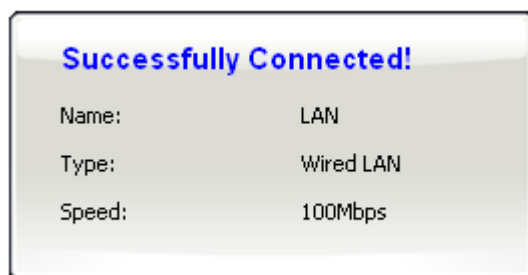 Successfully Connected!
Name: LAN
Type: Wired LAN
Speed: 100Mbps